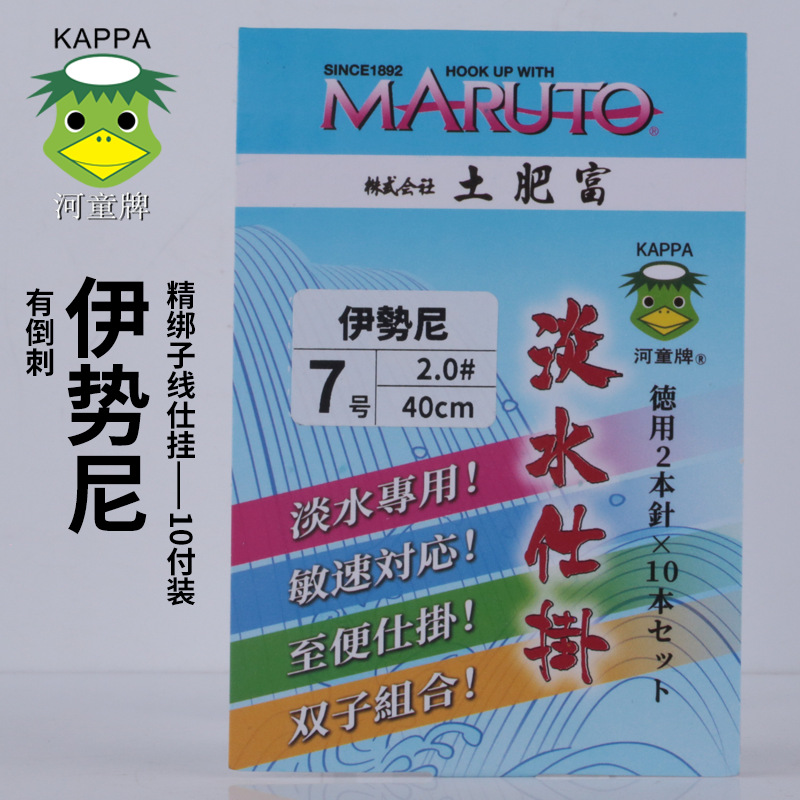 KAPPA
河童牌
精绑子线仕挂——10付装
伊势尼
有倒刺
SINCE1892 HOOK UP WITH
MARUTO®
株式会社 土肥富
KAPPA
河童牌®
伊勢尼
7号
2.0#
40cm
淡水仕掛
徳用2本針×10本セット
淡水專用!
敏速対応!
至便仕掛!
双子組合!